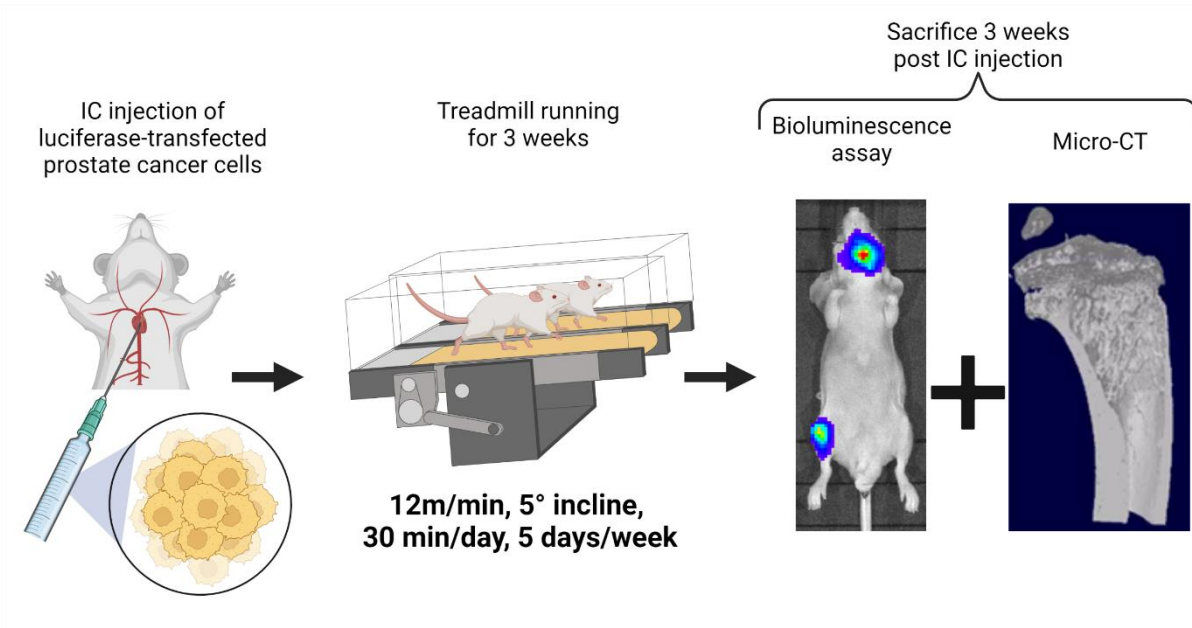 IC injection of
luciferase-transfected
prostate cancer cells
Treadmill running
for 3 weeks
12m/min, 5° incline,
30 min/day, 5 days/week
Sacrifice 3 weeks
post IC injection
Bioluminescence
assay
Micro-CT